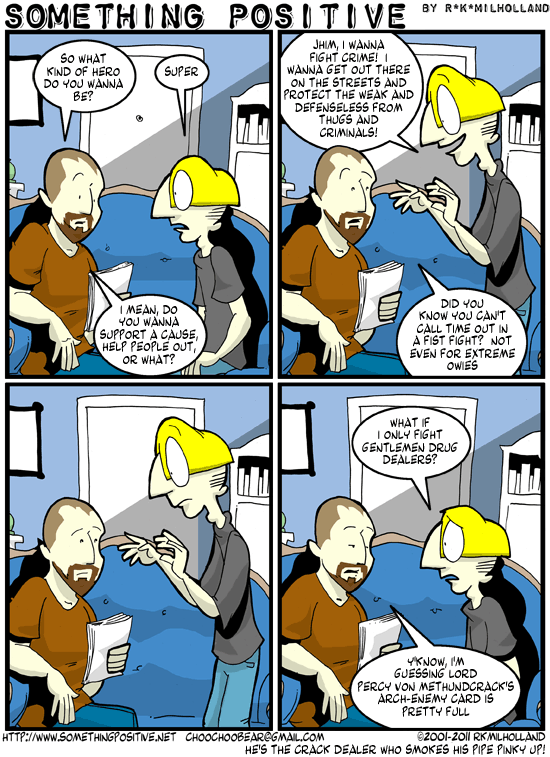 SOMETHING POSITIVE BY R*K*MILHOLLAND
SO WHAT
KIND OF HERO
DO YOU WANNA
BE?
SUPER
I MEAN, DO
YOU WANNA
SUPPORT A CAUSE,
HELP PEOPLE OUT,
OR WHAT?
JHIM, I WANNA
FIGHT CRIME! I
WANNA GET OUT THERE
ON THE STREETS AND
PROTECT THE WEAK AND
DEFENSELESS FROM
THUGS AND
CRIMINALS!
DID YOU
KNOW YOU CAN'T
CALL TIME OUT IN
A FIST FIGHT? NOT
EVEN FOR EXTREME
OWIES
WHAT IF
I ONLY FIGHT
GENTLEMEN DRUG
DEALERS?
Y'KNOW, I'M
GUESSING LORD
PERCY VON METHUNDCRACK'S
ARCH-ENEMY CARD IS
PRETTY FULL
HTTP://WWW.SOMETHINGPOSITIVE.NET CHOOCHOOBEAR@GMAIL.COM ©2001-2011 RKMILHOLLAND
HE'S THE CRACK DEALER WHO SMOKES HIS PIPE PINKY UP!